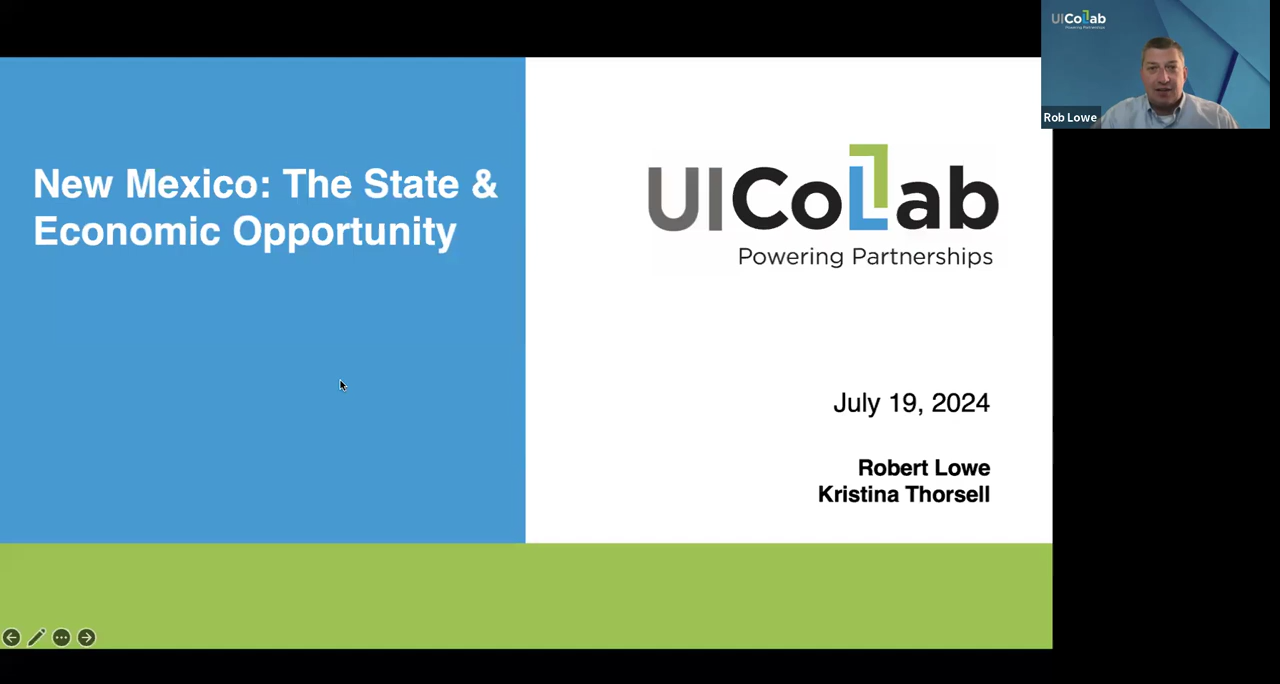 UICoLab
Powering Partnerships
Rob Lowe
New Mexico: The State &
Economic Opportunity
UICoLab
Powering Partnerships
July 19, 2024
Robert Lowe
Kristina Thorsell